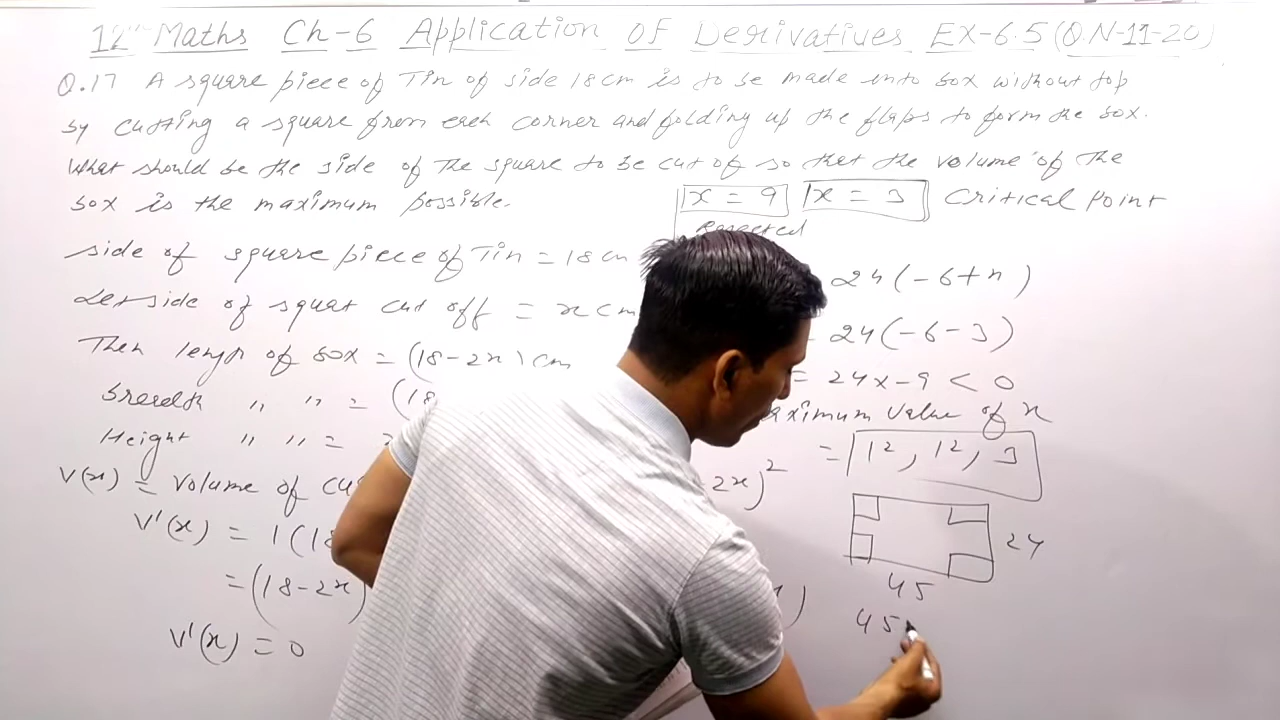 12th Maths Ch-6 Application OF Derivatives EX-6.5 (Q.N-11-20)
Q.17 A square piece of Tin of side 18 cm is to be made into box without top
by cutting a square from each corner and folding up the flaps to form the box.
What should be the side of the square to be cut of so that the volume of the
box is the maximum possible.
x = 9 x = 3 Critical Point
Rejected
side of square piece of Tin = 18 cm
Let side of squar cut off = x cm
Then length of box = (18-2x) cm
Breadth " " = (18
Height " " =
V(x) = Volume of
2x)²
V'(x) = 1(18
= (18-2x)
V'(x) = 0
24(-6+x)
24(-6-3)
= 24x-9 < 0
aximum Value of x
= 12, 12, 3
24
45
45